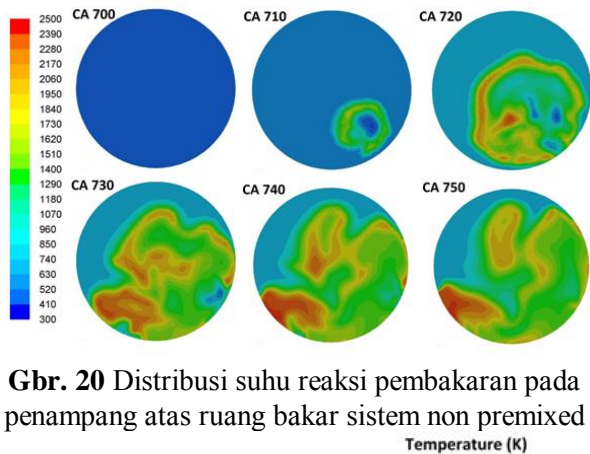 CA 700
CA 710
CA 720
2500
2390
2280
2170
2060
1950
1840
1730
1620
1510
1400
1290
1180
1070
960
850
740
630
520
410
300
CA 730
CA 740
CA 750
Gbr. 20 Distribusi suhu reaksi pembakaran pada
penampang atas ruang bakar sistem non premixed
Temperature (K)